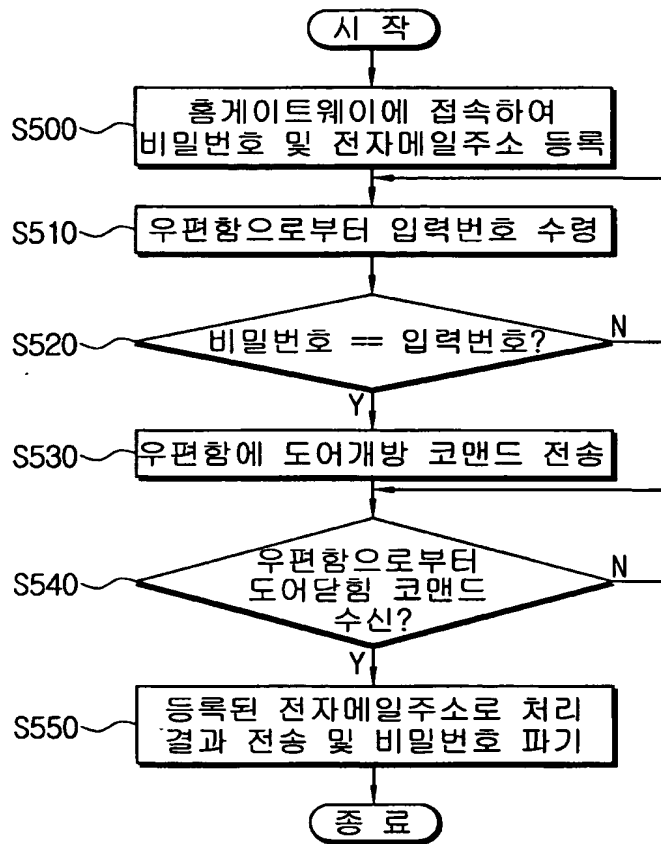 시 작
S500
홈게이트웨이에 접속하여
비밀번호 및 전자메일주소 등록
S510
우편함으로부터 입력번호 수령
S520
비밀번호 == 입력번호?
N
Y
S530
우편함에 도어개방 코맨드 전송
S540
우편함으로부터
도어닫힘 코맨드
수신?
N
Y
S550
등록된 전자메일주소로 처리
결과 전송 및 비밀번호 파기
종 료